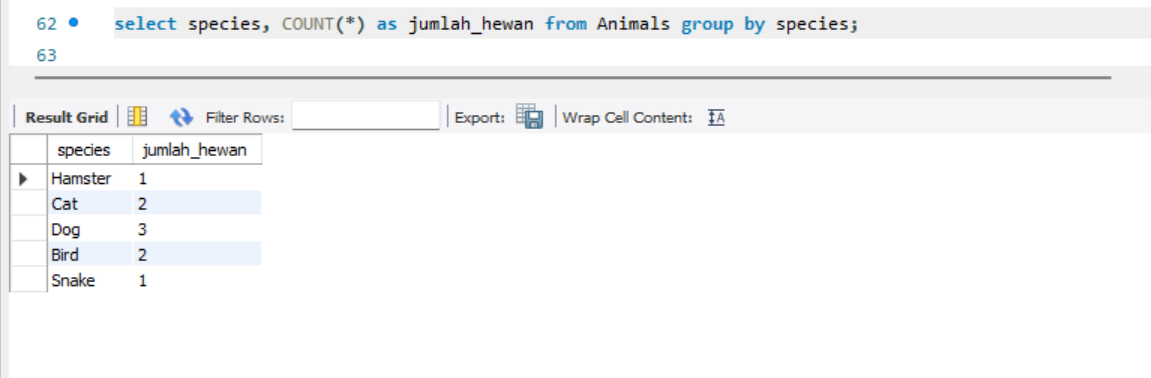 62 select species, COUNT(*) as jumlah_hewan from Animals group by species;
63
Result Grid Filter Rows: Export: Wrap Cell Content:
species jumlah_hewan
Hamster 1
Cat 2
Dog 3
Bird 2
Snake 1